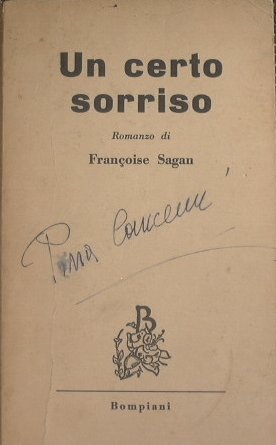 Un certo
sorriso
Romanzo di
Françoise Sagan
B
Bompiani